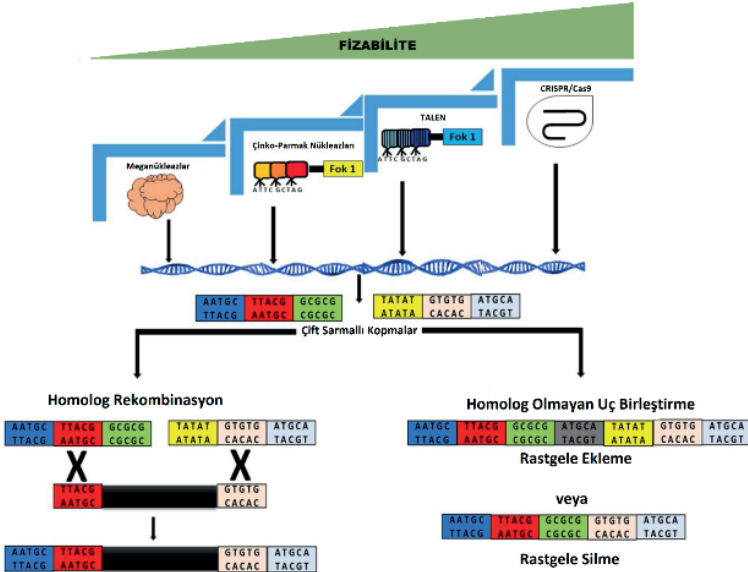 FİZABİLİTE
CRISPR/Cas9
TALEN
Fok 1
ATTC GCTAG
Çinko-Parmak Nükleazları
Fok 1
ATTC GCTAG
Meganükleazlar
AATGC TTACG GCGCG TATAT GTGTG ATGCA
TTACG AATGC CGCGC ATATA CACAC TACGT
Çift Sarmallı Kopmalar
Homolog Rekombinasyon
AATGC TTACG GCGCG TATAT GTGTG ATGCA
TTACG AATGC CGCGC ATATA CACAC TACGT
X X
TTACG GTGTG
AATGC CACAC
AATGC TTACG GTGTG ATGCA
TTACG AATGC CACAC TACGT
Homolog Olmayan Uç Birleştirme
AATGC TTACG GCGCG ATGCA TATAT GTGTG ATGCA
TTACG AATGC CGCGC TACGT ATATA CACAC TACGT
Rastgele Ekleme
veya
AATGC TTACG GCGCG GTGTG ATGCA
TTACG AATGC CGCGC CACAC TACGT
Rastgele Silme